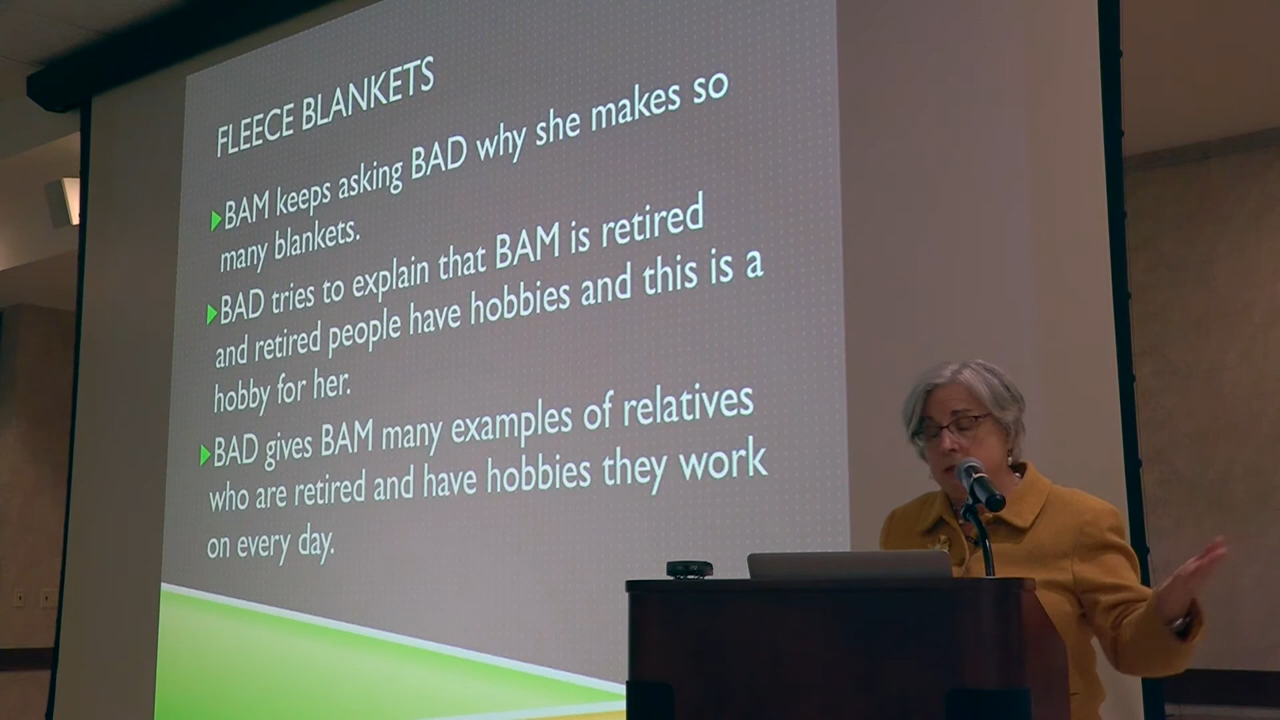 FLEECE BLANKETS
BAM keeps asking BAD why she makes so
many blankets.
BAD tries to explain that BAM is retired
and retired people have hobbies and this is a
hobby for her.
BAD gives BAM many examples of relatives
who are retired and have hobbies they work
on every day.